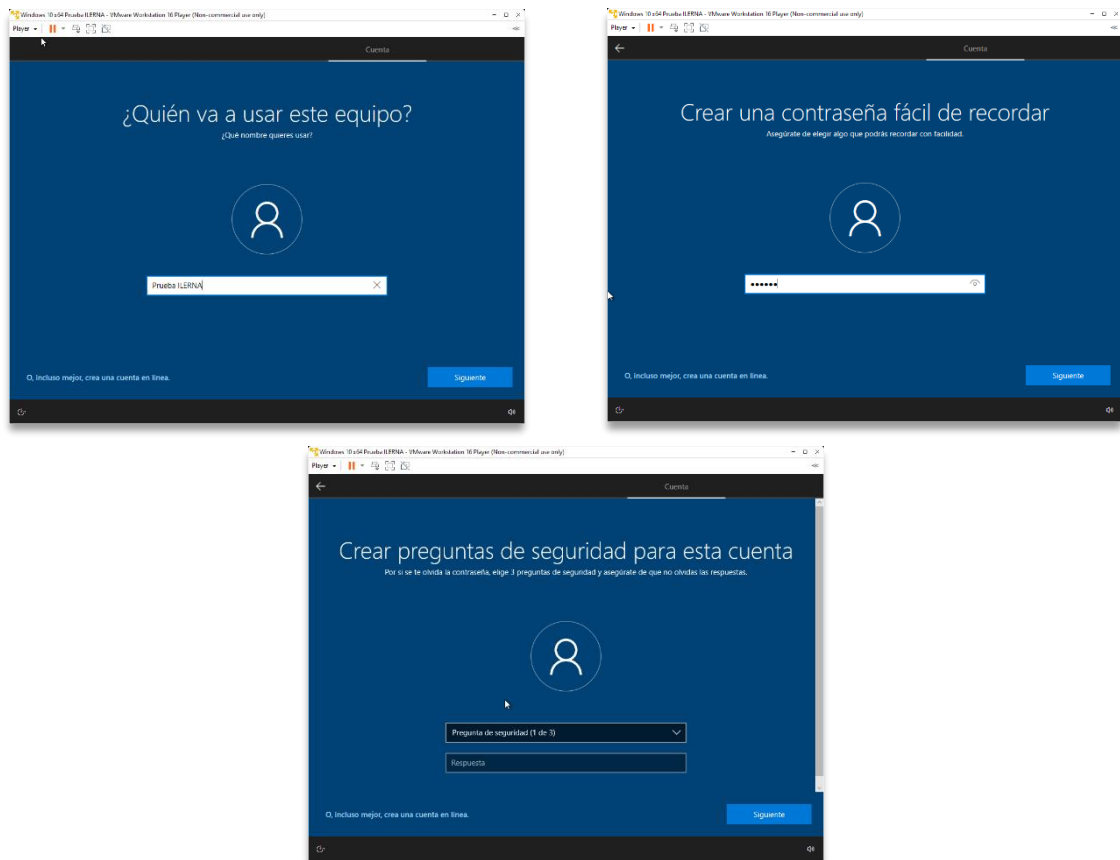 Windows 10 x64 Prueba ILERNA - VMware Workstation 16 Player (Non-commercial use only)
Player
Cuenta
¿Quién va a usar este equipo?
¿Qué nombre quieres usar?
Prueba ILERNA
O, incluso mejor, crea una cuenta en línea.
Siguiente
Windows 10 x64 Prueba ILERNA - VMware Workstation 16 Player (Non-commercial use only)
Player
Cuenta
Crear una contraseña fácil de recordar
Asegúrate de elegir algo que podrás recordar con facilidad.
••••••
O, incluso mejor, crea una cuenta en línea.
Siguiente
Windows 10 x64 Prueba ILERNA - VMware Workstation 16 Player (Non-commercial use only)
Player
Cuenta
Crear preguntas de seguridad para esta cuenta
Por si se te olvida la contraseña, elige 3 preguntas de seguridad y asegúrate de que no olvidas las respuestas.
Pregunta de seguridad (1 de 3)
Respuesta
O, incluso mejor, crea una cuenta en línea.
Siguiente